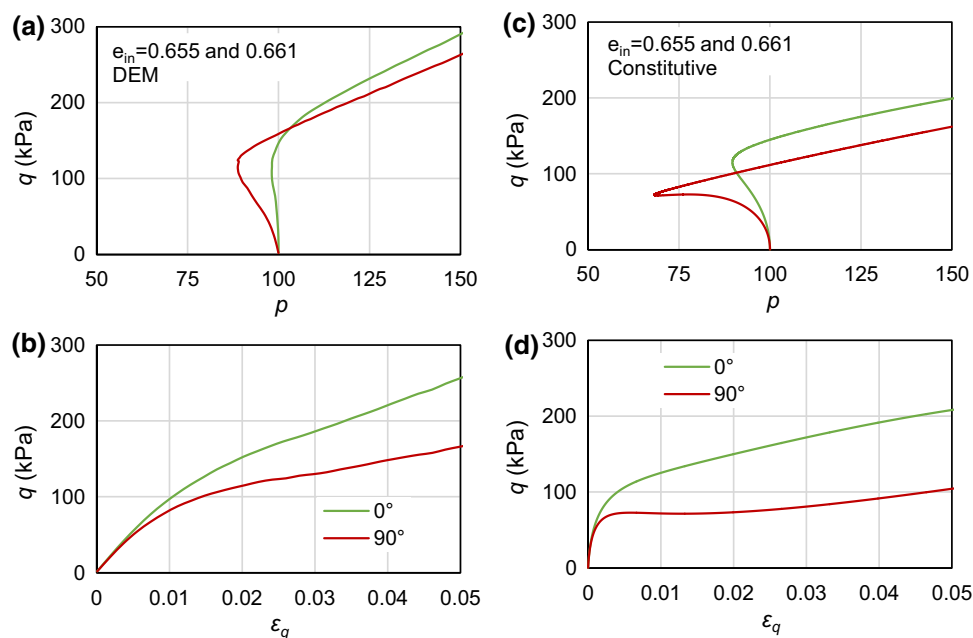 (a)
300
200
100
0
q (kPa)
e_in=0.655 and 0.661
DEM
50 75 100 125 150
p
(c)
300
200
100
0
q (kPa)
e_in=0.655 and 0.661
Constitutive
50 75 100 125 150
p
(b)
300
200
100
0
q (kPa)
0°
90°
0 0.01 0.02 0.03 0.04 0.05
ε_q
(d)
300
200
100
0
q (kPa)
0°
90°
0 0.01 0.02 0.03 0.04 0.05
ε_q